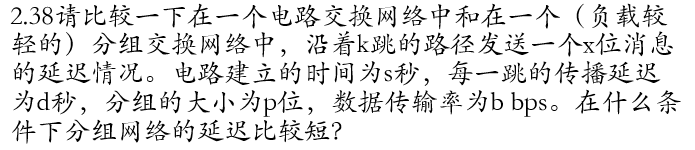 2.38请比较一下在一个电路交换网络中和在一个（负载较
轻的）分组交换网络中，沿着k跳的路径发送一个x位消息
的延迟情况。电路建立的时间为s秒，每一跳的传播延迟
为d秒，分组的大小为p位，数据传输率为b bps。在什么条
件下分组网络的延迟比较短?